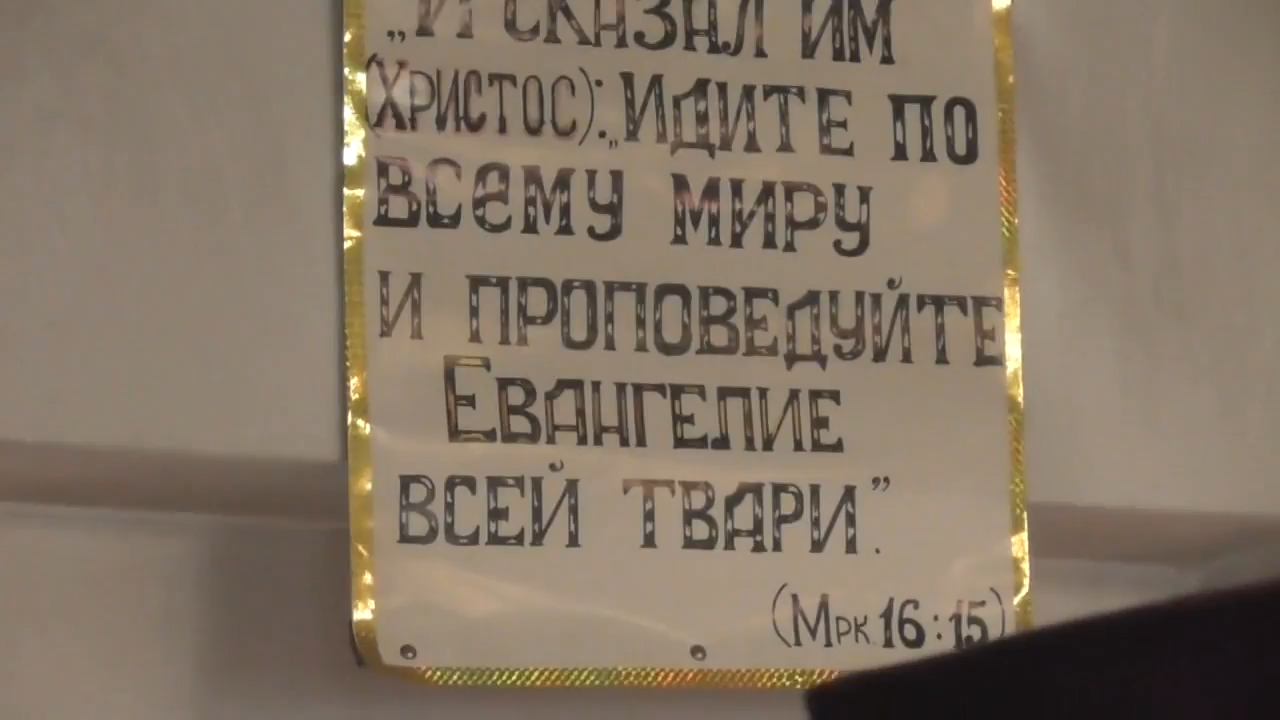 „И сказал им
(Христос):„Идите по
всему миру
и проповедуйте
Евангелие
всей твари”.
(Мрк 16:15)